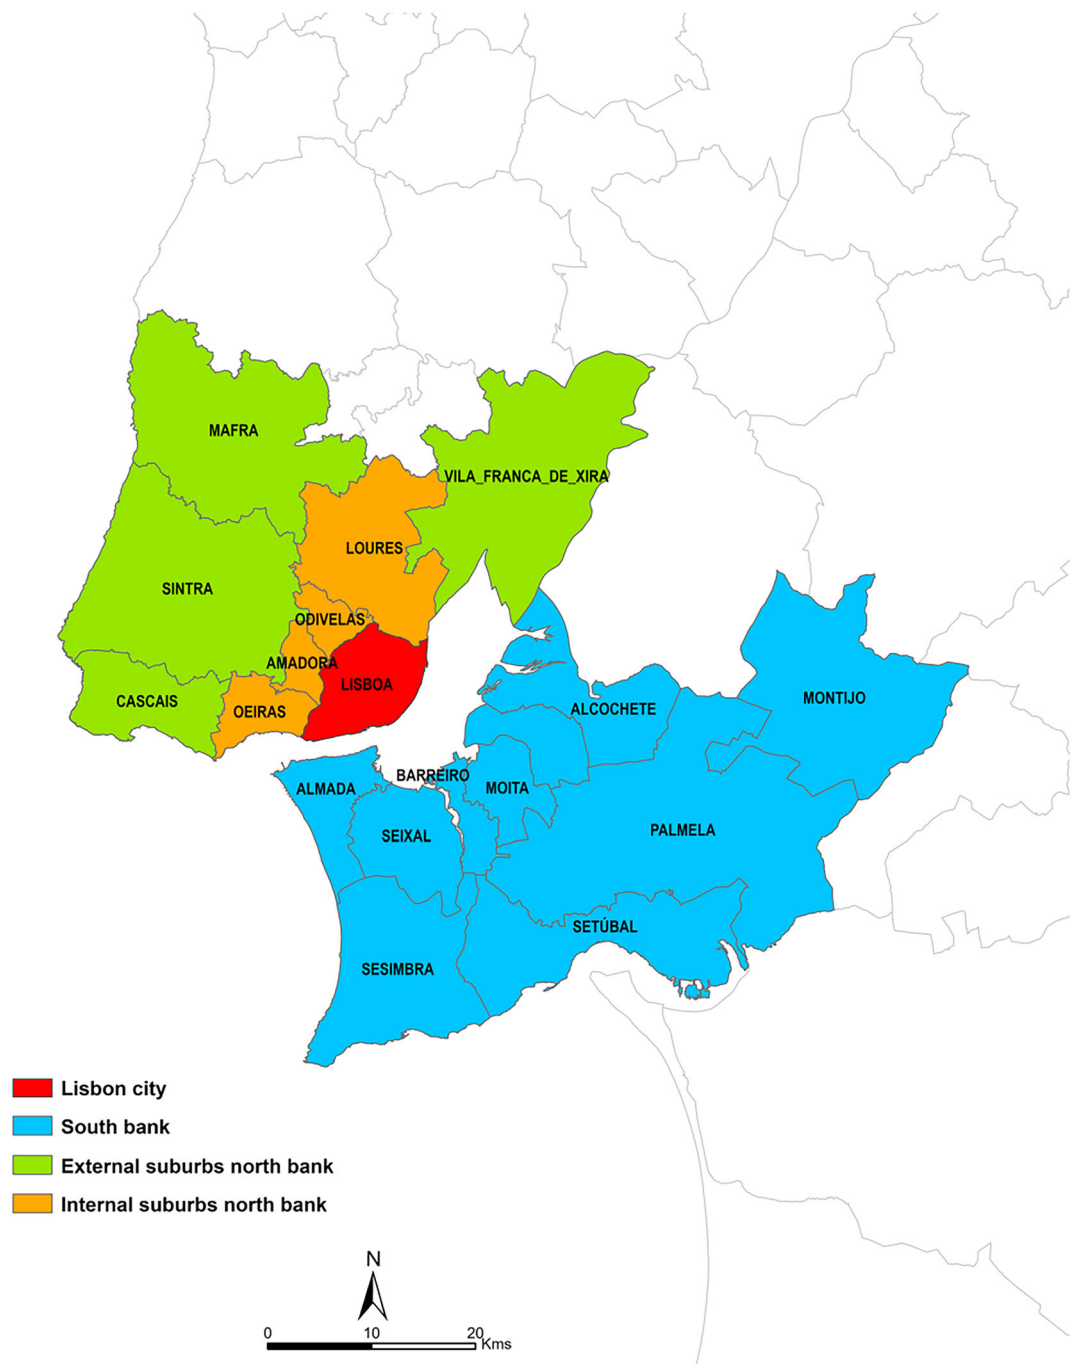 MAFRA
VILA_FRANCA_DE_XIRA
LOURES
SINTRA
ODIVELAS
AMADORA
LISBOA
CASCAIS
OEIRAS
ALCOCHETE
MONTIJO
BARREIRO
ALMADA
MOITA
SEIXAL
PALMELA
SETÚBAL
SESIMBRA
Lisbon city
South bank
External suburbs north bank
Internal suburbs north bank
N
0 10 20
Kms